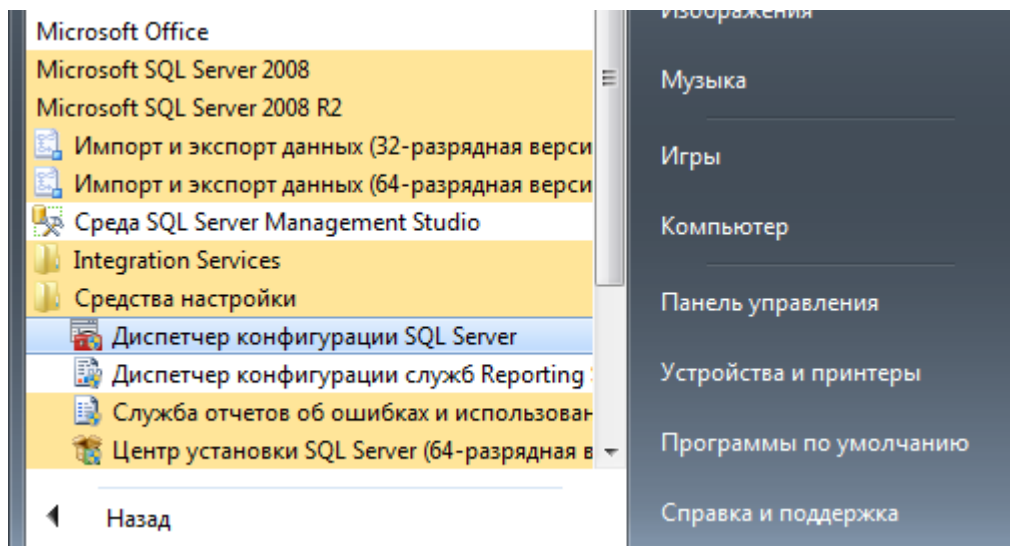 Microsoft Office
Microsoft SQL Server 2008
Microsoft SQL Server 2008 R2
Импорт и экспорт данных (32-разрядная верси
Импорт и экспорт данных (64-разрядная верси
Среда SQL Server Management Studio
Integration Services
Средства настройки
Диспетчер конфигурации SQL Server
Диспетчер конфигурации служб Reporting
Служба отчетов об ошибках и использован
Центр установки SQL Server (64-разрядная в
Назад
Изображения
Музыка
Игры
Компьютер
Панель управления
Устройства и принтеры
Программы по умолчанию
Справка и поддержка